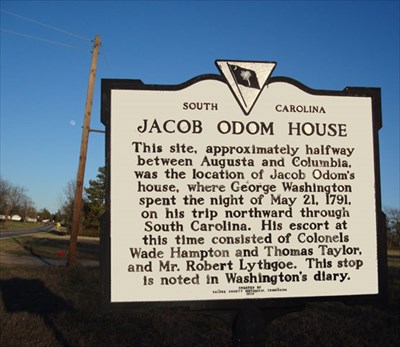 SOUTH CAROLINA
JACOB ODOM HOUSE
This site, approximately halfway
between Augusta and Columbia,
was the location of Jacob Odom's
house, where George Washington
spent the night of May 21, 1791,
on his trip northward through
South Carolina. His escort at
this time consisted of Colonels
Wade Hampton and Thomas Taylor,
and Mr. Robert Lythgoe. This stop
is noted in Washington's diary.